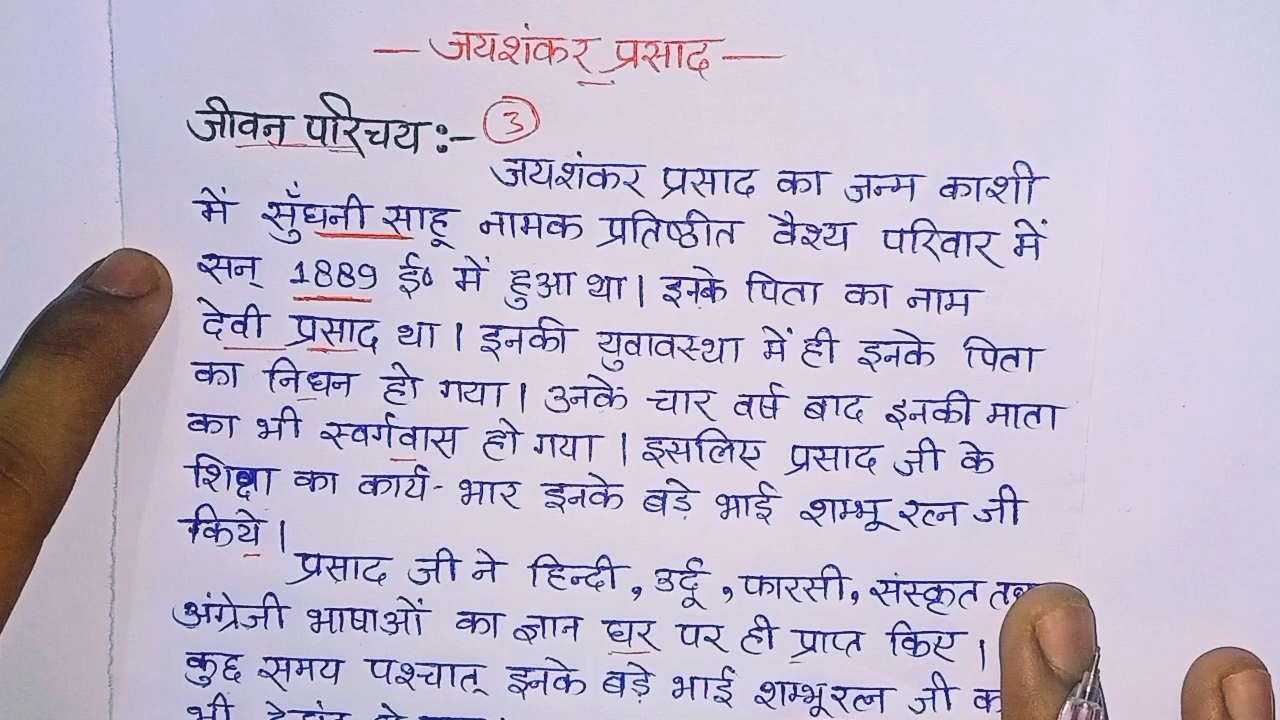 — जयशंकर प्रसाद —
जीवन परिचय :- ③
जयशंकर प्रसाद का जन्म काशी
में सुँघनी साहू नामक प्रतिष्ठीत वैश्य परिवार में
सन् 1889 ई० में हुआ था। इनके पिता का नाम
देवी प्रसाद था। इनकी युवावस्था में ही इनके पिता
का निधन हो गया। उनके चार वर्ष बाद इनकी माता
का भी स्वर्गवास हो गया। इसलिए प्रसाद जी के
शिक्षा का कार्य-भार इनके बड़े भाई शम्भू रत्न जी
किये।
प्रसाद जी ने हिन्दी, उर्दू, फारसी, संस्कृत
अंग्रेजी भाषाओं का ज्ञान घर पर ही प्राप्त किए।
कुछ समय पश्चात् इनके बड़े भाई शम्भू रत्न जी
भी